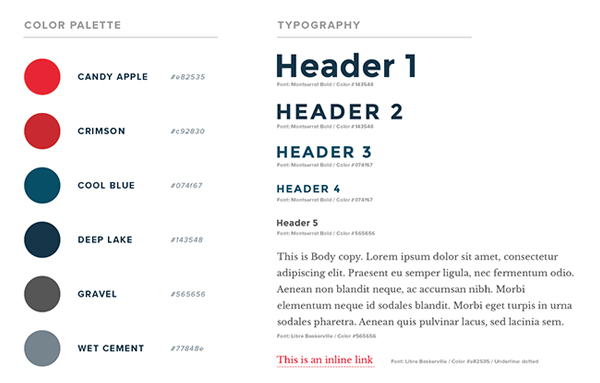 COLOR PALETTE
CANDY APPLE #e82535
CRIMSON #c92830
COOL BLUE #074f67
DEEP LAKE #143548
GRAVEL #565656
WET CEMENT #77848e
TYPOGRAPHY
Header 1
Font: Montserrat Bold / Color #143548
HEADER 2
Font: Montserrat Bold / Color #143548
HEADER 3
Font: Montserrat Bold / Color #074f67
HEADER 4
Font: Montserrat Bold / Color #074f67
Header 5
Font: Montserrat Bold / Color #565656
This is Body copy. Lorem ipsum dolor sit amet, consectetur
adipiscing elit. Praesent eu semper ligula, nec fermentum odio.
Aenean non blandit neque, ac accumsan nibh. Morbi
elementum neque id sodales blandit. Morbi eget turpis in urna
sodales pharetra. Aenean quis pulvinar lacus, sed lacinia sem.
Font: Libre Baskerville / Color #565656
This is an inline link Font: Libre Baskerville / Color #e82535 / Underline: dotted